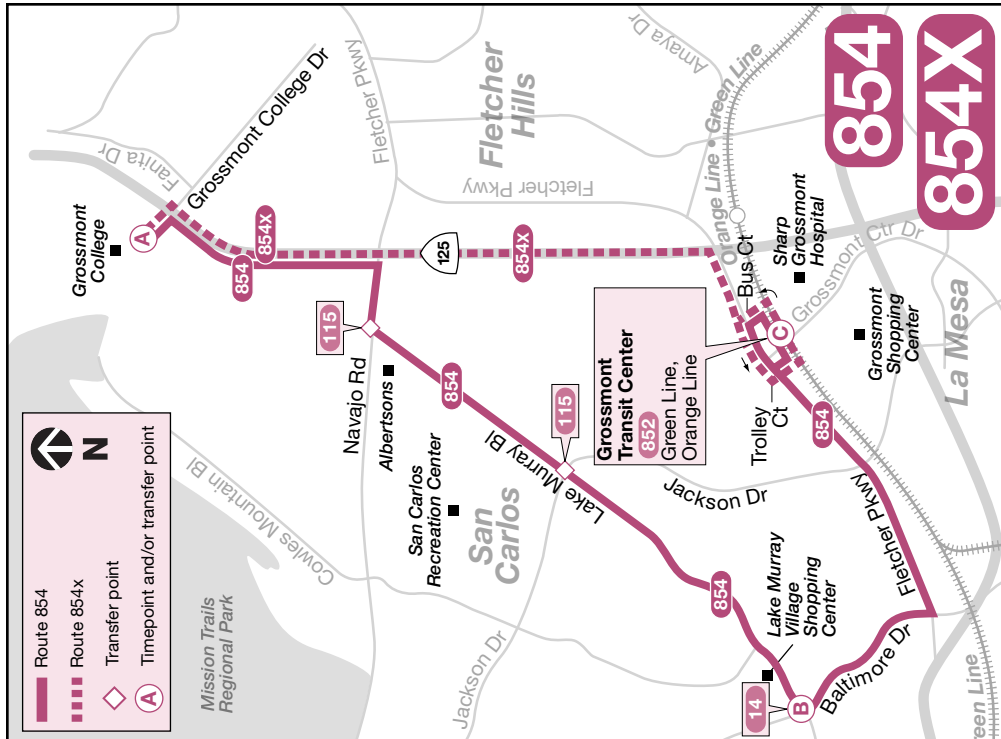 Route 854
Route 854x
Transfer point
A
Timepoint and/or transfer point
N
Mission Trails
Regional Park
Cowles Mountain Bl
Grossmont
College
A
Fanita Dr
Grossmont College Dr
854
854X
Fletcher Pkwy
Fletcher
Hills
Fletcher Pkwy
Amaya Dr
125
854X
115
Navajo Rd
Albertsons
854
San Carlos
Recreation Center
San
Carlos
Lake Murray Bl
115
Jackson Dr
Jackson Dr
854
Lake Murray
Village
Shopping
Center
14
B
Baltimore Dr
Fletcher Pkwy
854
Grossmont
Transit Center
852
Green Line,
Orange Line
Trolley
Ct
Bus Ct
C
Orange Line • Green Line
Sharp
Grossmont
Hospital
Grossmont Ctr Dr
Grossmont
Shopping
Center
La Mesa
reen Line
854
854X